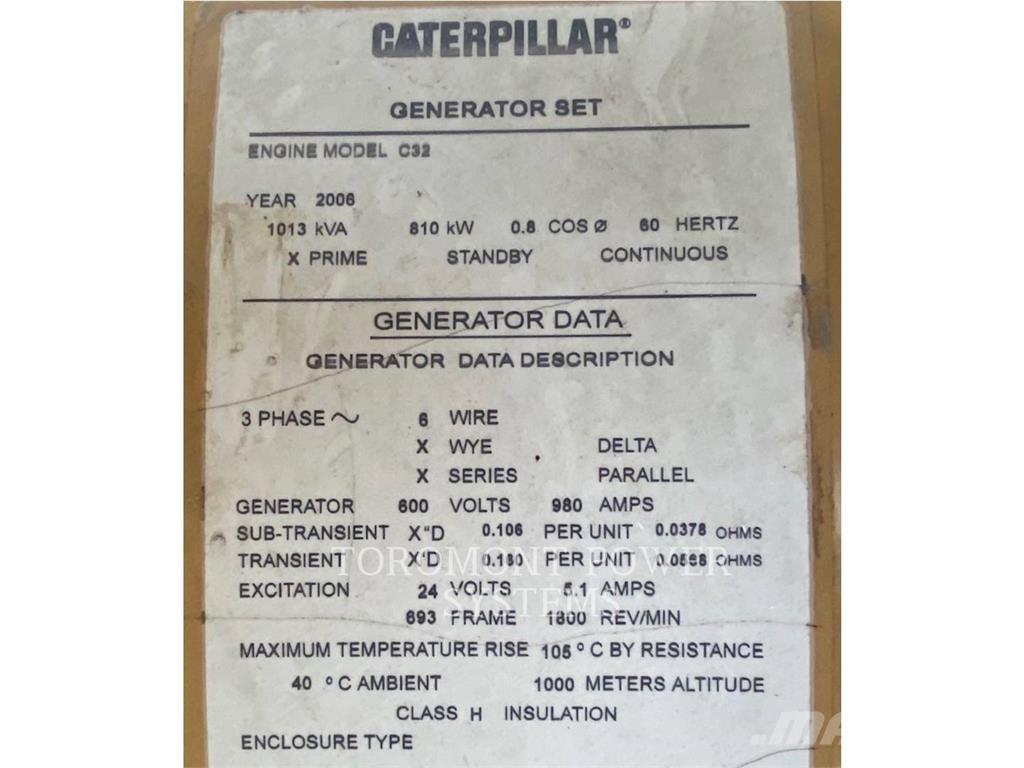 CATERPILLAR®
GENERATOR SET
ENGINE MODEL C32
YEAR 2006
1013 kVA 810 kW 0.8 COS Ø 60 HERTZ
X PRIME STANDBY CONTINUOUS
GENERATOR DATA
GENERATOR DATA DESCRIPTION
3 PHASE ~ 6 WIRE
X WYE DELTA
X SERIES PARALLEL
GENERATOR 600 VOLTS 980 AMPS
SUB-TRANSIENT X"D 0.106 PER UNIT 0.0378 OHMS
TRANSIENT X'D PER UNIT OHMS
TOROMONT POWER
EXCITATION 24 VOLTS 5.1 AMPS
SYSTEMS
693 FRAME 1800 REV/MIN
MAXIMUM TEMPERATURE RISE 105 º C BY RESISTANCE
40 º C AMBIENT 1000 METERS ALTITUDE
CLASS H INSULATION
ENCLOSURE TYPE